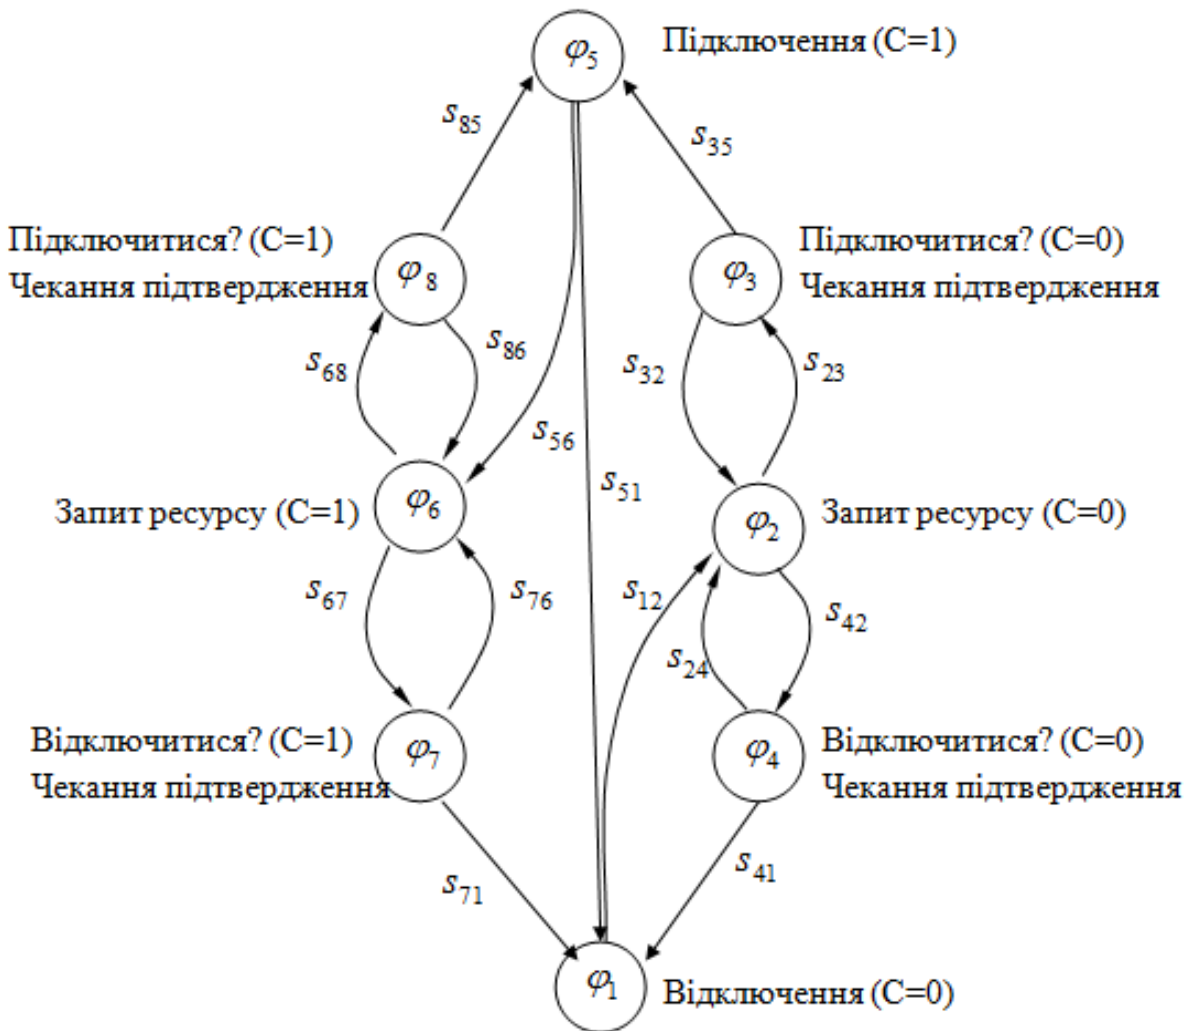 φ5
Підключення (C=1)
s85
s35
Підключитися? (C=1)
Чекання підтвердження
φ8
φ3
Підключитися? (C=0)
Чекання підтвердження
s68
s86
s32
s23
s56
s51
Запит ресурсу (C=1)
φ6
φ2
Запит ресурсу (C=0)
s67
s76
s12
s42
s24
Відключитися? (C=1)
Чекання підтвердження
φ7
φ4
Відключитися? (C=0)
Чекання підтвердження
s71
s41
φ1
Відключення (C=0)